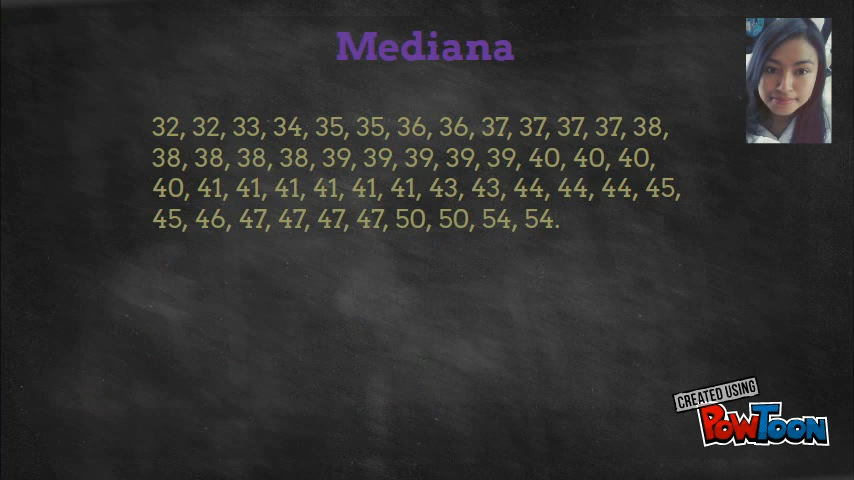 Mediana
32, 32, 33, 34, 35, 35, 36, 36, 37, 37, 37, 37, 38,
38, 38, 38, 38, 39, 39, 39, 39, 39, 40, 40, 40,
40, 41, 41, 41, 41, 41, 41, 43, 43, 44, 44, 44, 45,
45, 46, 47, 47, 47, 47, 50, 50, 54, 54.
CREATED USING
POWTOON